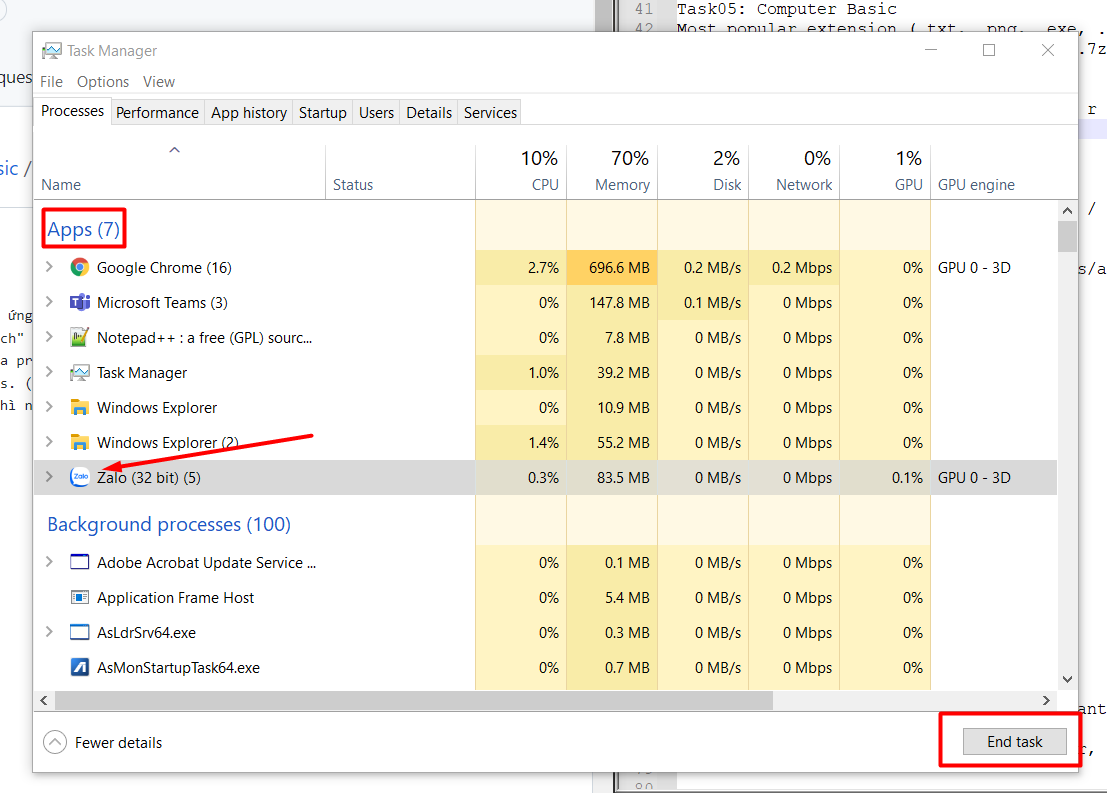 41 Task05: Computer Basic
42 Most popular extension (.txt, .png, .exe, .
.7z
Task Manager
File Options View
ques
Processes Performance App history Startup Users Details Services
r
10% 70% 2% 0% 1%
sic /
Name Status CPU Memory Disk Network GPU GPU engine
/
Apps (7)
Google Chrome (16) 2.7% 696.6 MB 0.2 MB/s 0.2 Mbps 0% GPU 0 - 3D
s/a
Microsoft Teams (3) 0% 147.8 MB 0.1 MB/s 0 Mbps 0%
ứng
Notepad++ : a free (GPL) sourc... 0% 7.8 MB 0 MB/s 0 Mbps 0%
ch"
a pr
Task Manager 1.0% 39.2 MB 0 MB/s 0 Mbps 0%
s. (
hì n
Windows Explorer 0% 10.9 MB 0 MB/s 0 Mbps 0%
Windows Explorer (2) 1.4% 55.2 MB 0 MB/s 0 Mbps 0%
Zalo
Zalo (32 bit) (5) 0.3% 83.5 MB 0 MB/s 0 Mbps 0.1% GPU 0 - 3D
Background processes (100)
Adobe Acrobat Update Service ... 0% 0.1 MB 0 MB/s 0 Mbps 0%
Application Frame Host 0% 5.4 MB 0 MB/s 0 Mbps 0%
AsLdrSrv64.exe 0% 0.3 MB 0 MB/s 0 Mbps 0%
AsMonStartupTask64.exe 0% 0.7 MB 0 MB/s 0 Mbps 0%
ant
Fewer details End task
r,
80